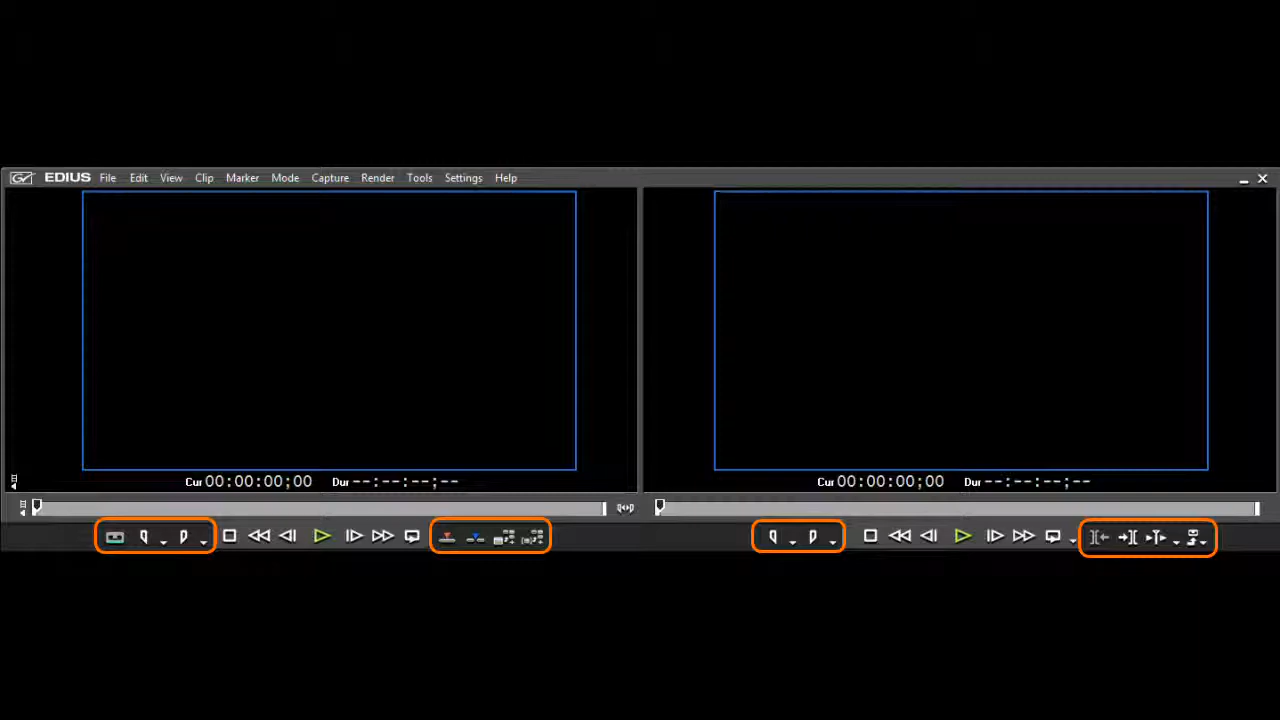 GV EDIUS File Edit View Clip Marker Mode Capture Render Tools Settings Help
Cur 00:00:00;00 Dur --:--:--;-- Cur 00:00:00;00 Dur --:--:--;--